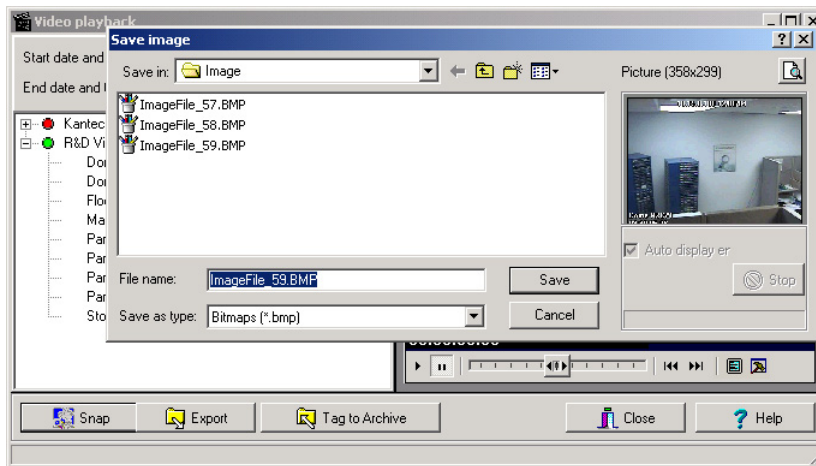 Video playback
Save image
Start date and
Save in: Image
Picture (358x299)
End date and
ImageFile_57.BMP
ImageFile_58.BMP
ImageFile_59.BMP
Kantec
R&D Vi
Flo
Ma
Par
Par
Par
Par
Sto
Auto display er
Stop
File name: ImageFile_59.BMP
Save
Save as type: Bitmaps (*.bmp)
Cancel
Snap
Export
Tag to Archive
Close
Help